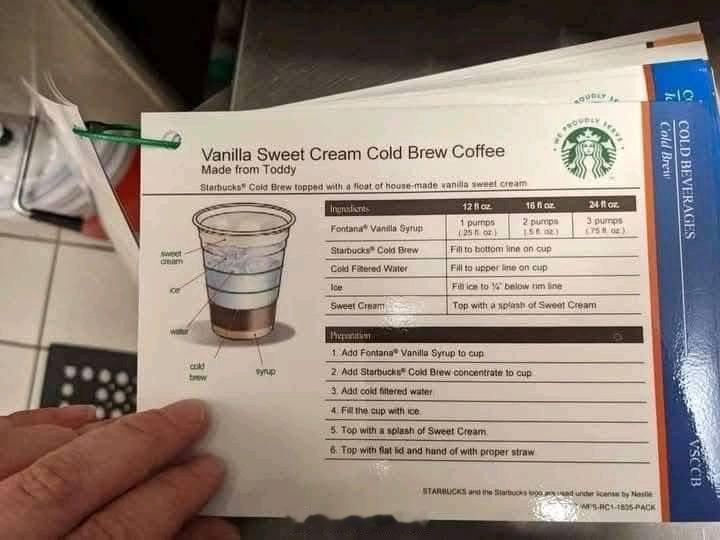 PROUDLY SE
WE PROUDLY SERVE
Vanilla Sweet Cream Cold Brew Coffee
Made from Toddy
Starbucks® Cold Brew topped with a float of house-made vanilla sweet cream
Ingredients 12 fl oz. 16 fl oz. 24 fl oz.
Fontana® Vanilla Syrup 1 pumps (.25 fl. oz.) 2 pumps (.5 fl. oz.) 3 pumps (.75 fl. oz.)
Starbucks® Cold Brew Fill to bottom line on cup
Cold Filtered Water Fill to upper line on cup
Ice Fill ice to ¼" below rim line
Sweet Cream Top with a splash of Sweet Cream
sweet
cream
ice
water
cold
brew
syrup
Preparation
1. Add Fontana® Vanilla Syrup to cup.
2. Add Starbucks® Cold Brew concentrate to cup.
3. Add cold filtered water.
4. Fill the cup with ice.
5. Top with a splash of Sweet Cream.
6. Top with flat lid and hand of with proper straw.
STARBUCKS and the Starbucks logo are used under license by Nestlé
WPS-RC1-1835-PACK
COLD BEVERAGES
Cold Brew
VSCCB